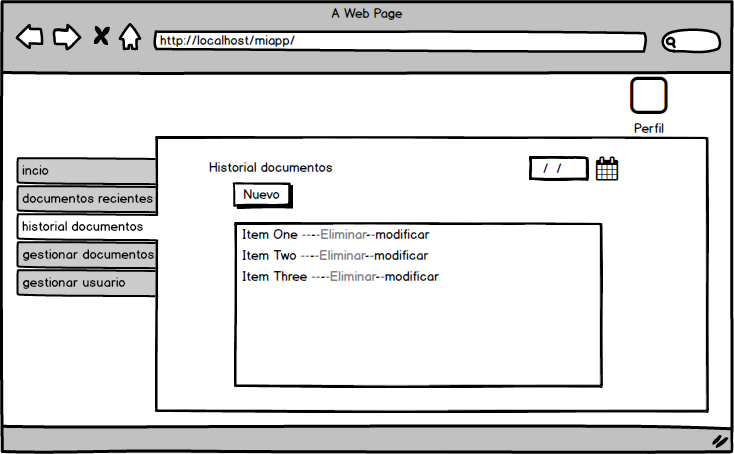 A Web Page
http://localhost/miapp/
Perfil
incio
documentos recientes
historial documentos
gestionar documentos
gestionar usuario
Historial documentos
/ /
Nuevo
Item One ----Eliminar--modificar
Item Two ----Eliminar--modificar
Item Three ----Eliminar--modificar